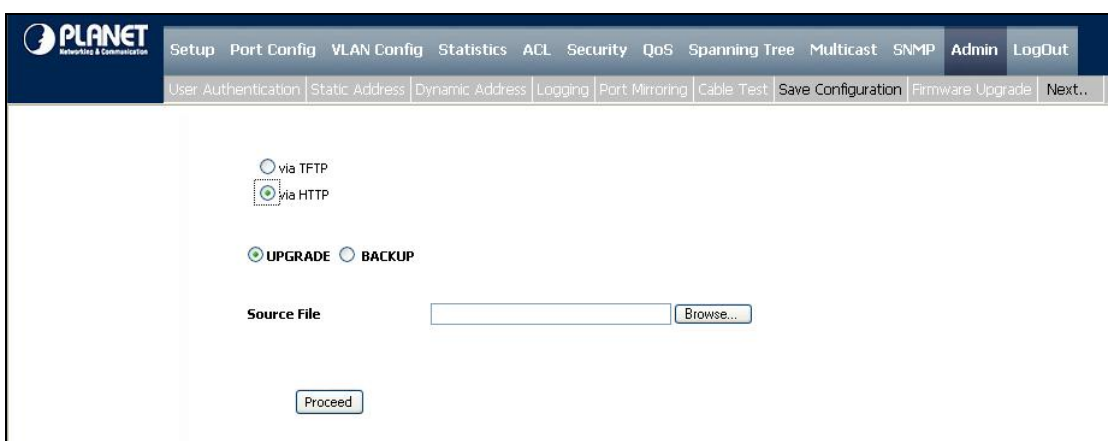 PLANET
Networking & Communication
Setup Port Config VLAN Config Statistics ACL Security QoS Spanning Tree Multicast SNMP Admin LogOut
User Authentication Static Address Dynamic Address Logging Port Mirroring Cable Test Save Configuration Firmware Upgrade Next..
via TFTP
via HTTP
UPGRADE BACKUP
Source File Browse...
Proceed